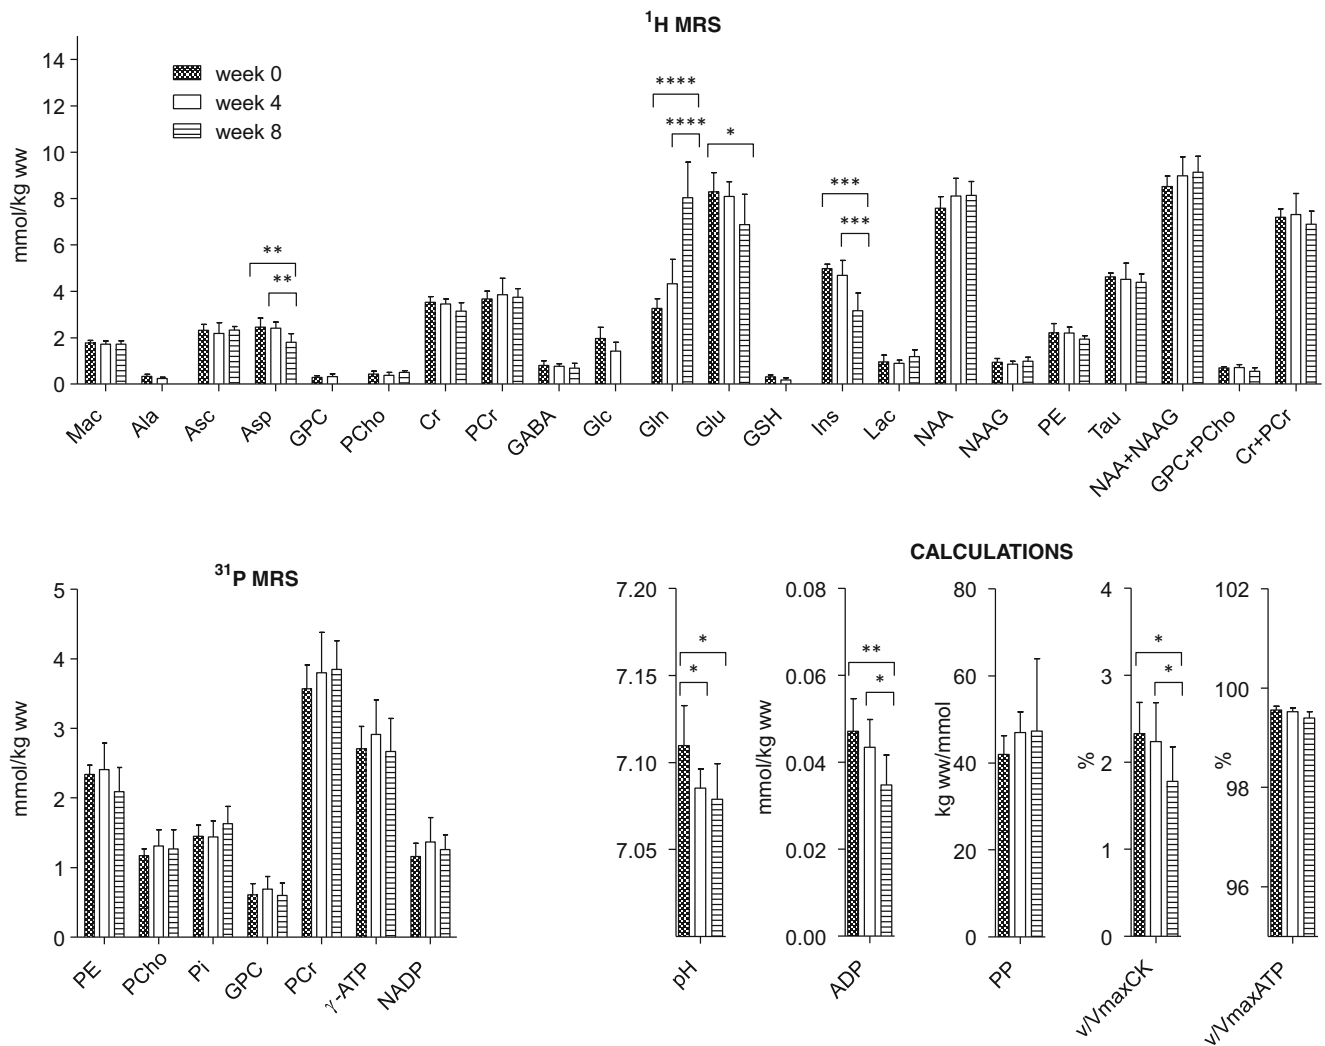 ¹H MRS
mmol/kg ww
14
12
10
8
6
4
2
0
week 0
week 4
week 8
**
**
****
****
*
***
***
Mac
Ala
Asc
Asp
GPC
PCho
Cr
PCr
GABA
Glc
Gln
Glu
GSH
Ins
Lac
NAA
NAAG
PE
Tau
NAA+NAAG
GPC+PCho
Cr+PCr
³¹P MRS
mmol/kg ww
5
4
3
2
1
0
PE
PCho
Pi
GPC
PCr
γ-ATP
NADP
CALCULATIONS
7.20
7.15
7.10
7.05
*
*
pH
mmol/kg ww
0.08
0.06
0.04
0.02
0.00
**
*
ADP
kg ww/mmol
80
60
40
20
0
PP
%
4
3
2
1
0
*
*
v/VmaxCK
%
102
100
98
96
v/VmaxATP